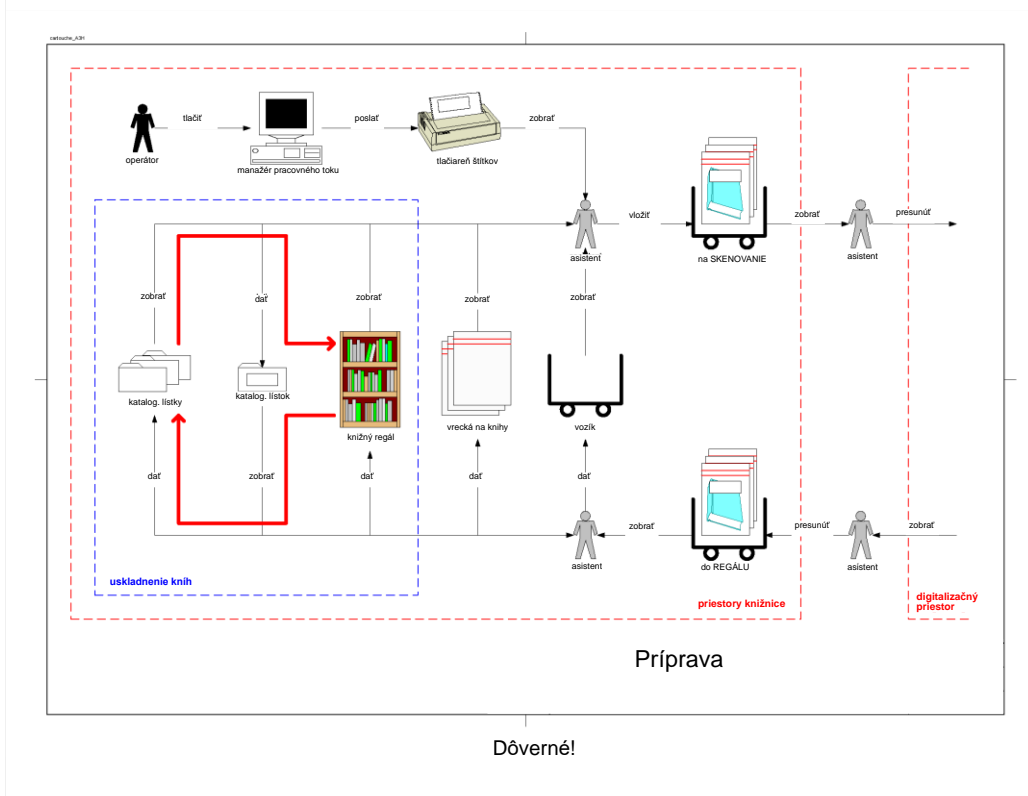 cartouche_A3H
tlačiť
poslať
zobrať
operátor
manažér pracovného toku
tlačiareň štítkov
vložiť
zobrať
presunúť
asistent
na SKENOVANIE
asistent
zobrať
dať
zobrať
zobrať
zobrať
katalog. lístky
katalog. lístok
knižný regál
vrecká na knihy
vozík
dať
zobrať
dať
dať
dať
zobrať
presunúť
zobrať
asistent
do REGÁLU
asistent
uskladnenie kníh
priestory knižnice
digitalizačný
priestor
Príprava
Dôverné!